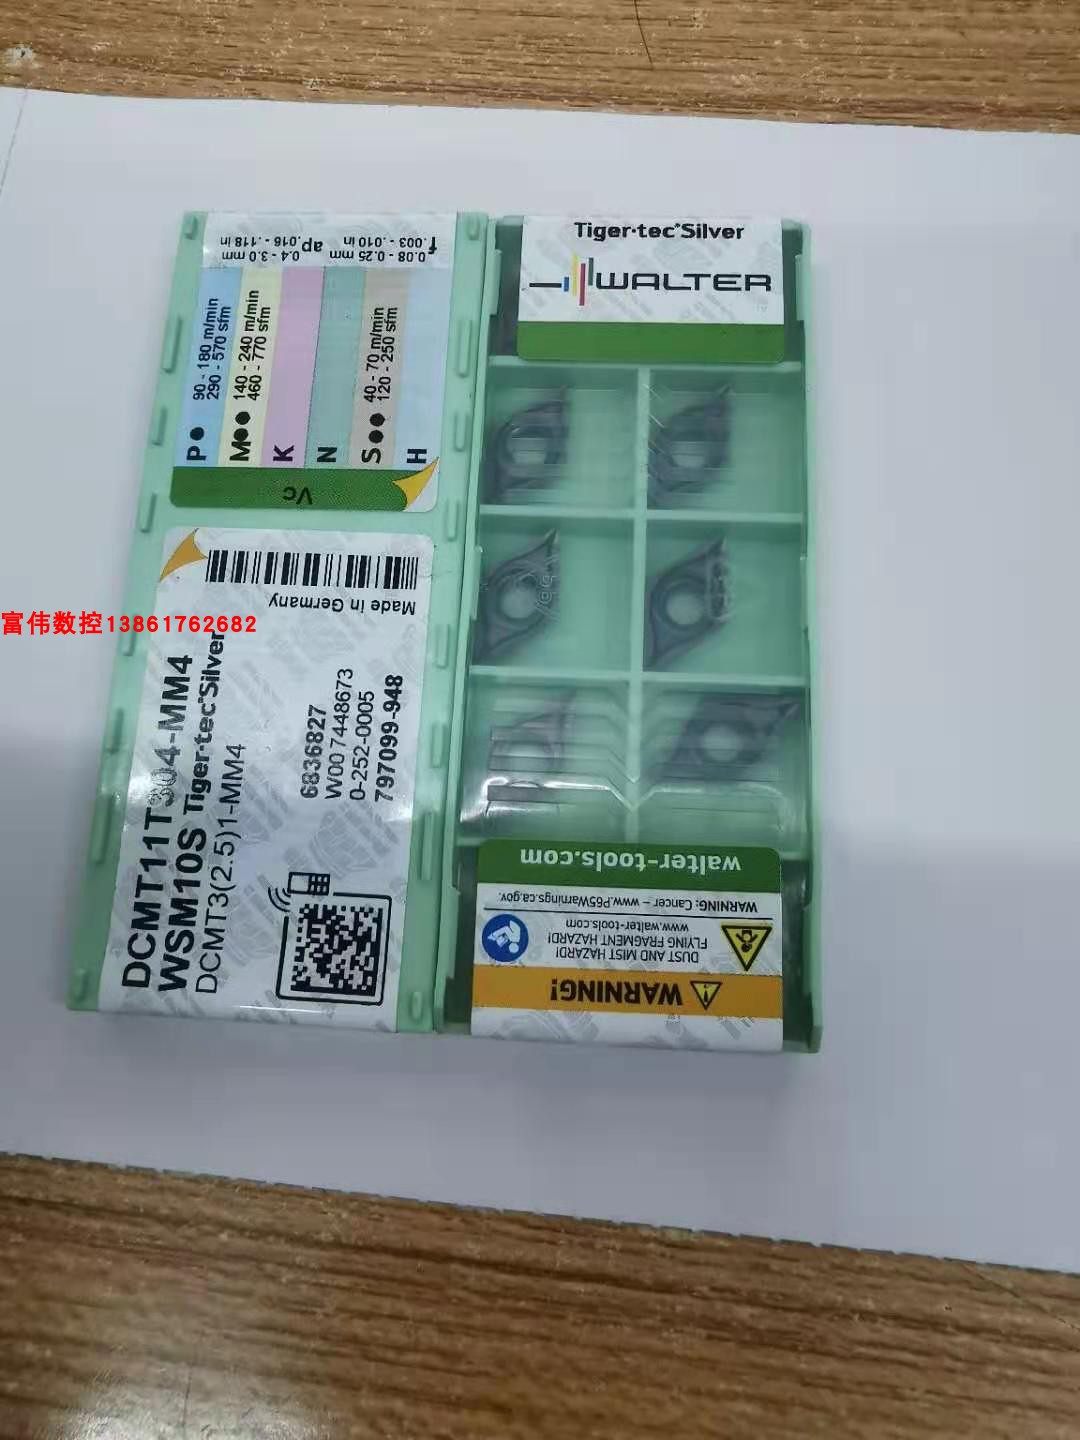 0.08 - 0.25 mm
f .003 - .010 in
0.4 - 3.0 mm
ap .016 - .118 in
P 90 - 180 m/min
290 - 570 sfm
M 140 - 240 m/min
460 - 770 sfm
K
N
S 40 - 70 m/min
120 - 250 sfm
H
Vc
Tiger·tec®Silver
WALTER
Made in Germany
富伟数控13861762682
DCMT11T304-MM4
WSM10S Tiger·tec®Silver
DCMT3(2.5)1-MM4
6836827
W00 7448673
0-252-0005
797099-948
walter-tools.com
WARNING: Cancer – www.P65Warnings.ca.gov.
WARNING!
DUST AND MIST HAZARD!
FLYING FRAGMENT HAZARD!
www.walter-tools.com